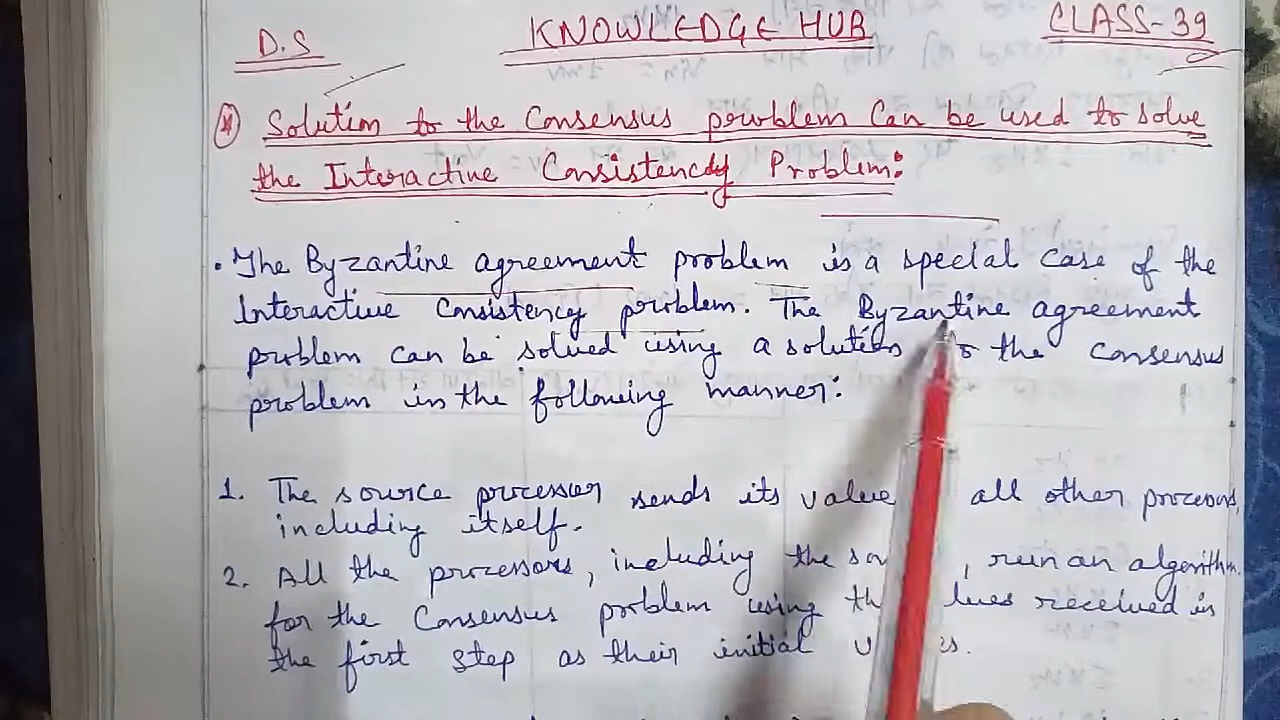 D.S KNOWLEDGE HUB CLASS-39
Solution to the Consensus problem Can be used to solve
the Interactive Consistency Problem:
• The Byzantine agreement problem is a special case of the
Interactive Consistency problem. The Byzantine agreement
problem can be solved using a solution the consensus
problem in the following manner:
1. The source processor sends its value all other processors,
including itself.
2. All the processors, including the , run an algorithm
for the Consensus problem using received in
the first step as their initial